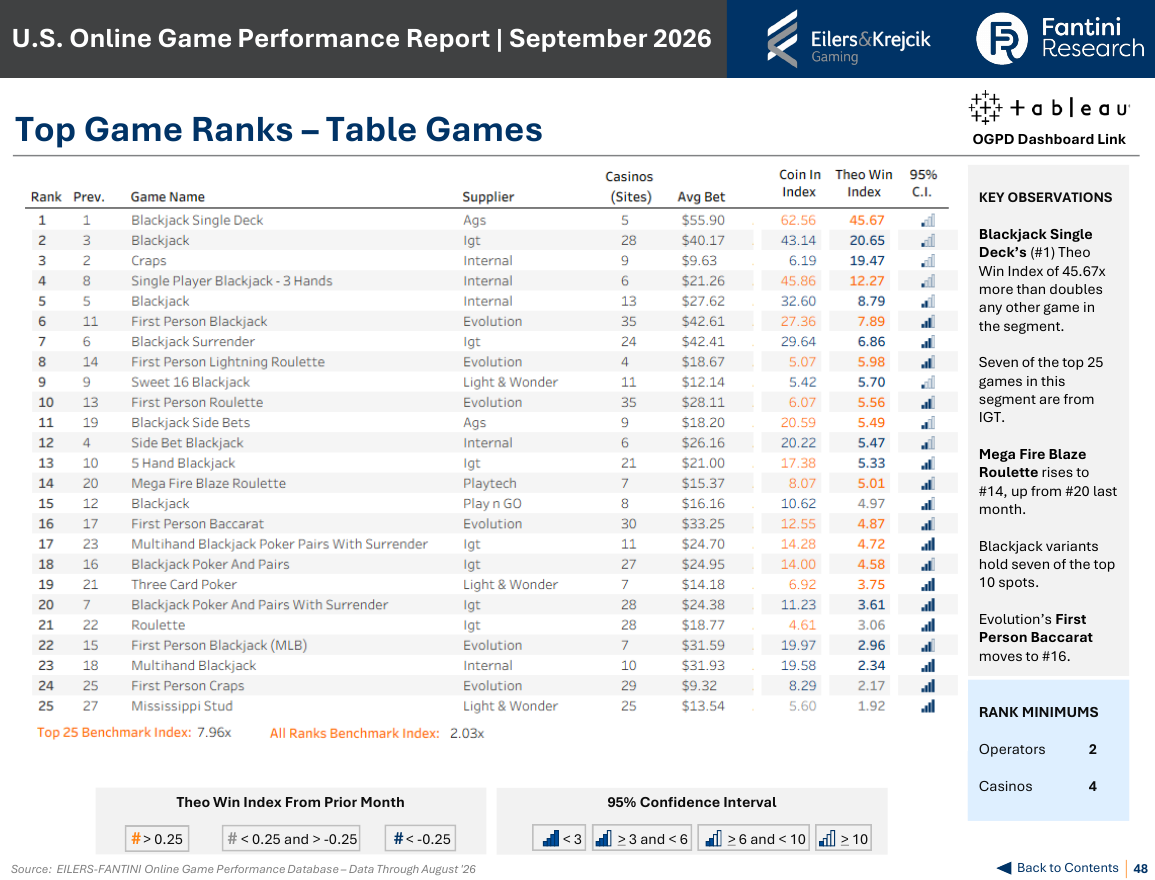 U.S. Online Game Performance Report | September 2026
Eilers&Krejcik
Gaming
Fantini
Research
Top Game Ranks – Table Games
+ a b l e a u
OGPD Dashboard Link
Rank Prev. Game Name Supplier Casinos (Sites) Avg Bet Coin In Index Theo Win Index 95% C.I.
1 1 Blackjack Single Deck Ags 5 $55.90 62.56 45.67
2 3 Blackjack Igt 28 $40.17 43.14 20.65
3 2 Craps Internal 9 $9.63 6.19 19.47
4 8 Single Player Blackjack - 3 Hands Internal 6 $21.26 45.86 12.27
5 5 Blackjack Internal 13 $27.62 32.60 8.79
6 11 First Person Blackjack Evolution 35 $42.61 27.36 7.89
7 6 Blackjack Surrender Igt 24 $42.41 29.64 6.86
8 14 First Person Lightning Roulette Evolution 4 $18.67 5.07 5.98
9 9 Sweet 16 Blackjack Light & Wonder 11 $12.14 5.42 5.70
10 13 First Person Roulette Evolution 35 $28.11 6.07 5.56
11 19 Blackjack Side Bets Ags 9 $18.20 20.59 5.49
12 4 Side Bet Blackjack Internal 6 $26.16 20.22 5.47
13 10 5 Hand Blackjack Igt 21 $21.00 17.38 5.33
14 20 Mega Fire Blaze Roulette Playtech 7 $15.37 8.07 5.01
15 12 Blackjack Play n GO 8 $16.16 10.62 4.97
16 17 First Person Baccarat Evolution 30 $33.25 12.55 4.87
17 23 Multihand Blackjack Poker Pairs With Surrender Igt 11 $24.70 14.28 4.72
18 16 Blackjack Poker And Pairs Igt 27 $24.95 14.00 4.58
19 21 Three Card Poker Light & Wonder 7 $14.18 6.92 3.75
20 7 Blackjack Poker And Pairs With Surrender Igt 28 $24.38 11.23 3.61
21 22 Roulette Igt 28 $18.77 4.61 3.06
22 15 First Person Blackjack (MLB) Evolution 7 $31.59 19.97 2.96
23 18 Multihand Blackjack Internal 10 $31.93 19.58 2.34
24 25 First Person Craps Evolution 29 $9.32 8.29 2.17
25 27 Mississippi Stud Light & Wonder 25 $13.54 5.60 1.92
Top 25 Benchmark Index: 7.96x All Ranks Benchmark Index: 2.03x
KEY OBSERVATIONS
Blackjack Single
Deck’s (#1) Theo
Win Index of 45.67x
more than doubles
any other game in
the segment.
Seven of the top 25
games in this
segment are from
IGT.
Mega Fire Blaze
Roulette rises to
#14, up from #20 last
month.
Blackjack variants
hold seven of the top
10 spots.
Evolution’s First
Person Baccarat
moves to #16.
RANK MINIMUMS
Operators 2
Casinos 4
Theo Win Index From Prior Month
# > 0.25 # < 0.25 and > -0.25 # < -0.25
95% Confidence Interval
< 3 ≥ 3 and < 6 ≥ 6 and < 10 ≥ 10
Source: EILERS-FANTINI Online Game Performance Database – Data Through August ’26
Back to Contents | 48